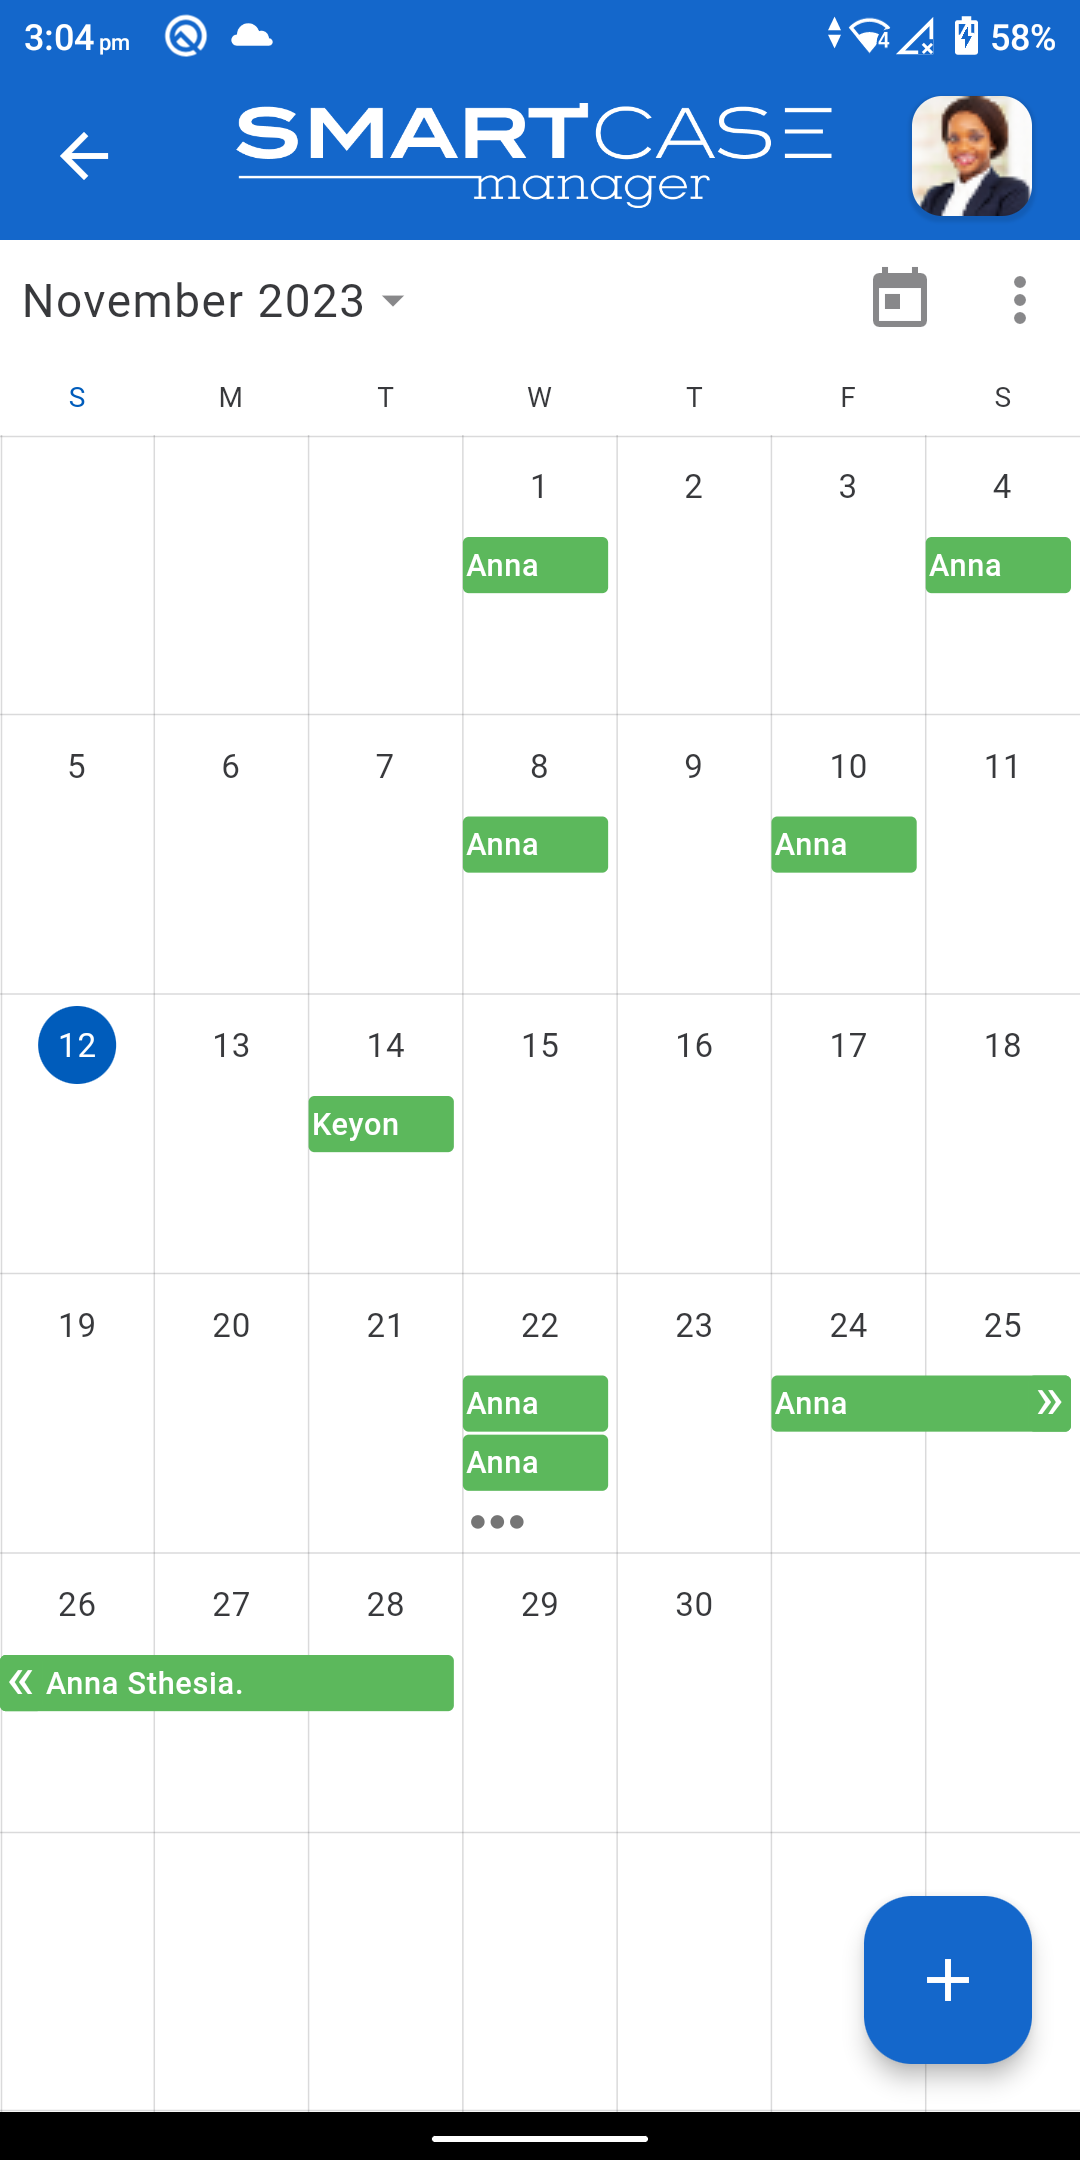 3:04 pm 4 58%
SMARTCASE
manager
November 2023
S M T W T F S
1 2 3 4
Anna Anna
5 6 7 8 9 10 11
Anna Anna
12 13 14 15 16 17 18
Keyon
19 20 21 22 23 24 25
Anna Anna »
Anna
26 27 28 29 30
« Anna Sthesia.